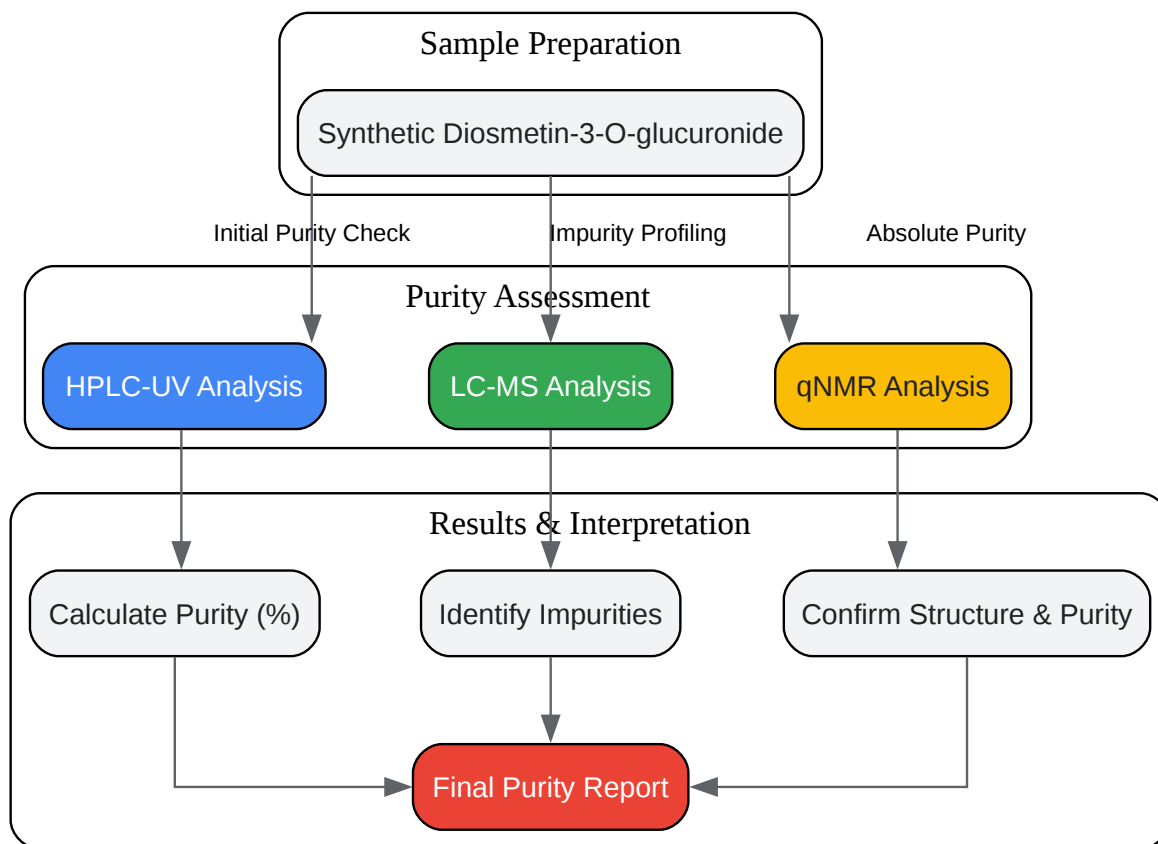 Sample Preparation
Synthetic Diosmetin-3-O-glucuronide
Initial Purity Check
Impurity Profiling
Absolute Purity
Purity Assessment
HPLC-UV Analysis
LC-MS Analysis
qNMR Analysis
Results & Interpretation
Calculate Purity (%)
Identify Impurities
Confirm Structure & Purity
Final Purity Report